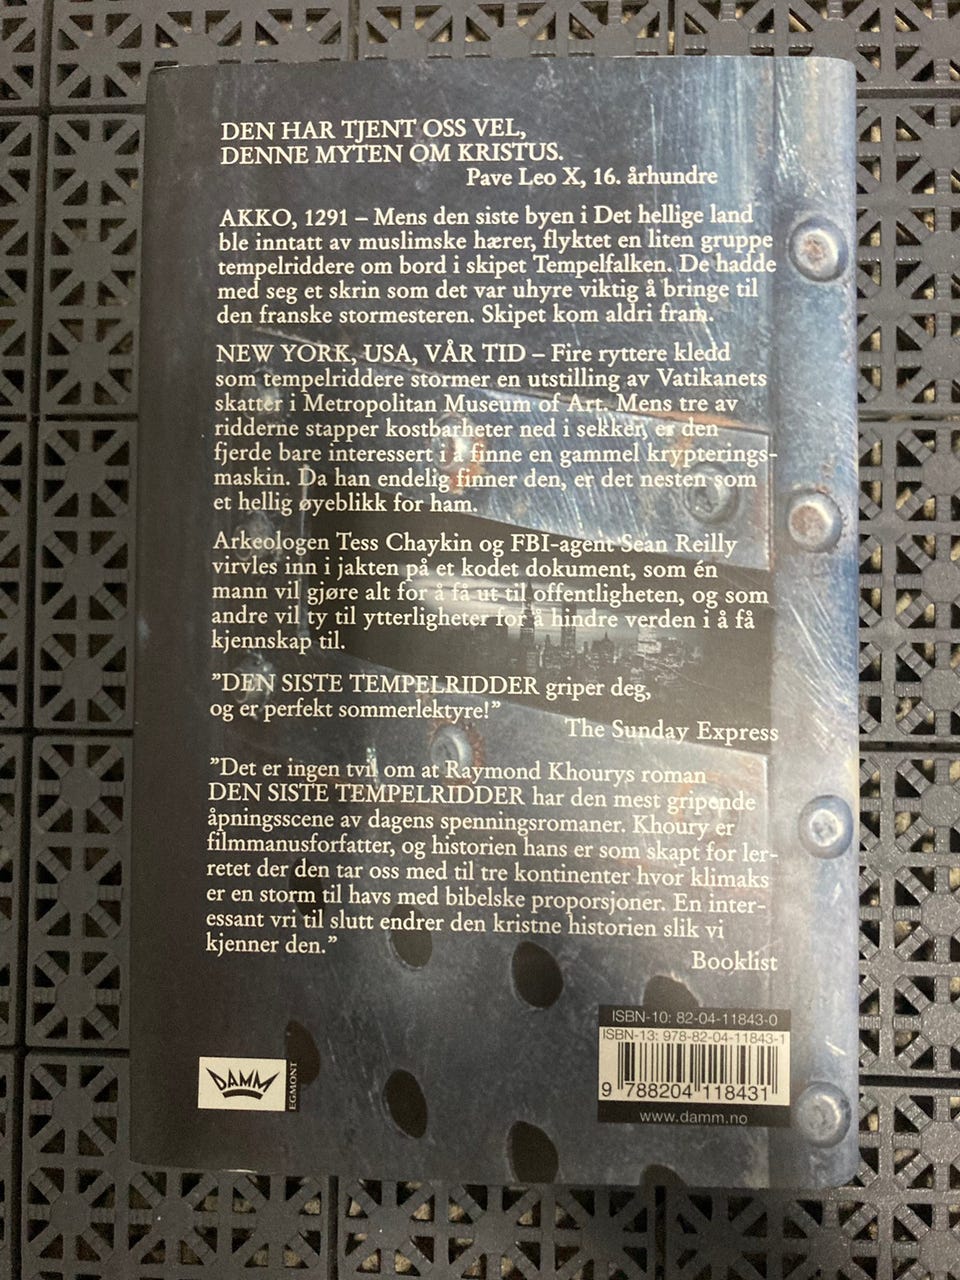 DEN HAR TJENT OSS VEL,
DENNE MYTEN OM KRISTUS.
Pave Leo X, 16. århundre
AKKO, 1291 – Mens den siste byen i Det hellige land
ble inntatt av muslimske hærer, flyktet en liten gruppe
tempelriddere om bord i skipet Tempelfalken. De hadde
med seg et skrin som det var uhyre viktig å bringe til
den franske stormesteren. Skipet kom aldri fram.
NEW YORK, USA, VÅR TID – Fire ryttere kledd
som tempelriddere stormer en utstilling av Vatikanets
skatter i Metropolitan Museum of Art. Mens tre av
ridderne stapper kostbarheter ned i sekker, er den
fjerde bare interessert i å finne en gammel krypterings-
maskin. Da han endelig finner den, er det nesten som
et hellig øyeblikk for ham.
Arkeologen Tess Chaykin og FBI-agent Sean Reilly
virvles inn i jakten på et kodet dokument, som én
mann vil gjøre alt for å få ut til offentligheten, og som
andre vil ty til ytterligheter for å hindre verden i å få
kjennskap til.
”DEN SISTE TEMPELRIDDER griper deg,
og er perfekt sommerlektyre!”
The Sunday Express
”Det er ingen tvil om at Raymond Khourys roman
DEN SISTE TEMPELRIDDER har den mest gripende
åpningsscene av dagens spenningsromaner. Khoury er
filmmanusforfatter, og historien hans er som skapt for ler-
retet der den tar oss med til tre kontinenter hvor klimaks
er en storm til havs med bibelske proporsjoner. En inter-
essant vri til slutt endrer den kristne historien slik vi
kjenner den.”
Booklist
ISBN-10: 82-04-11843-0
ISBN-13: 978-82-04-11843-1
9 788204 118431
www.damm.no
DAMM
EGMONT